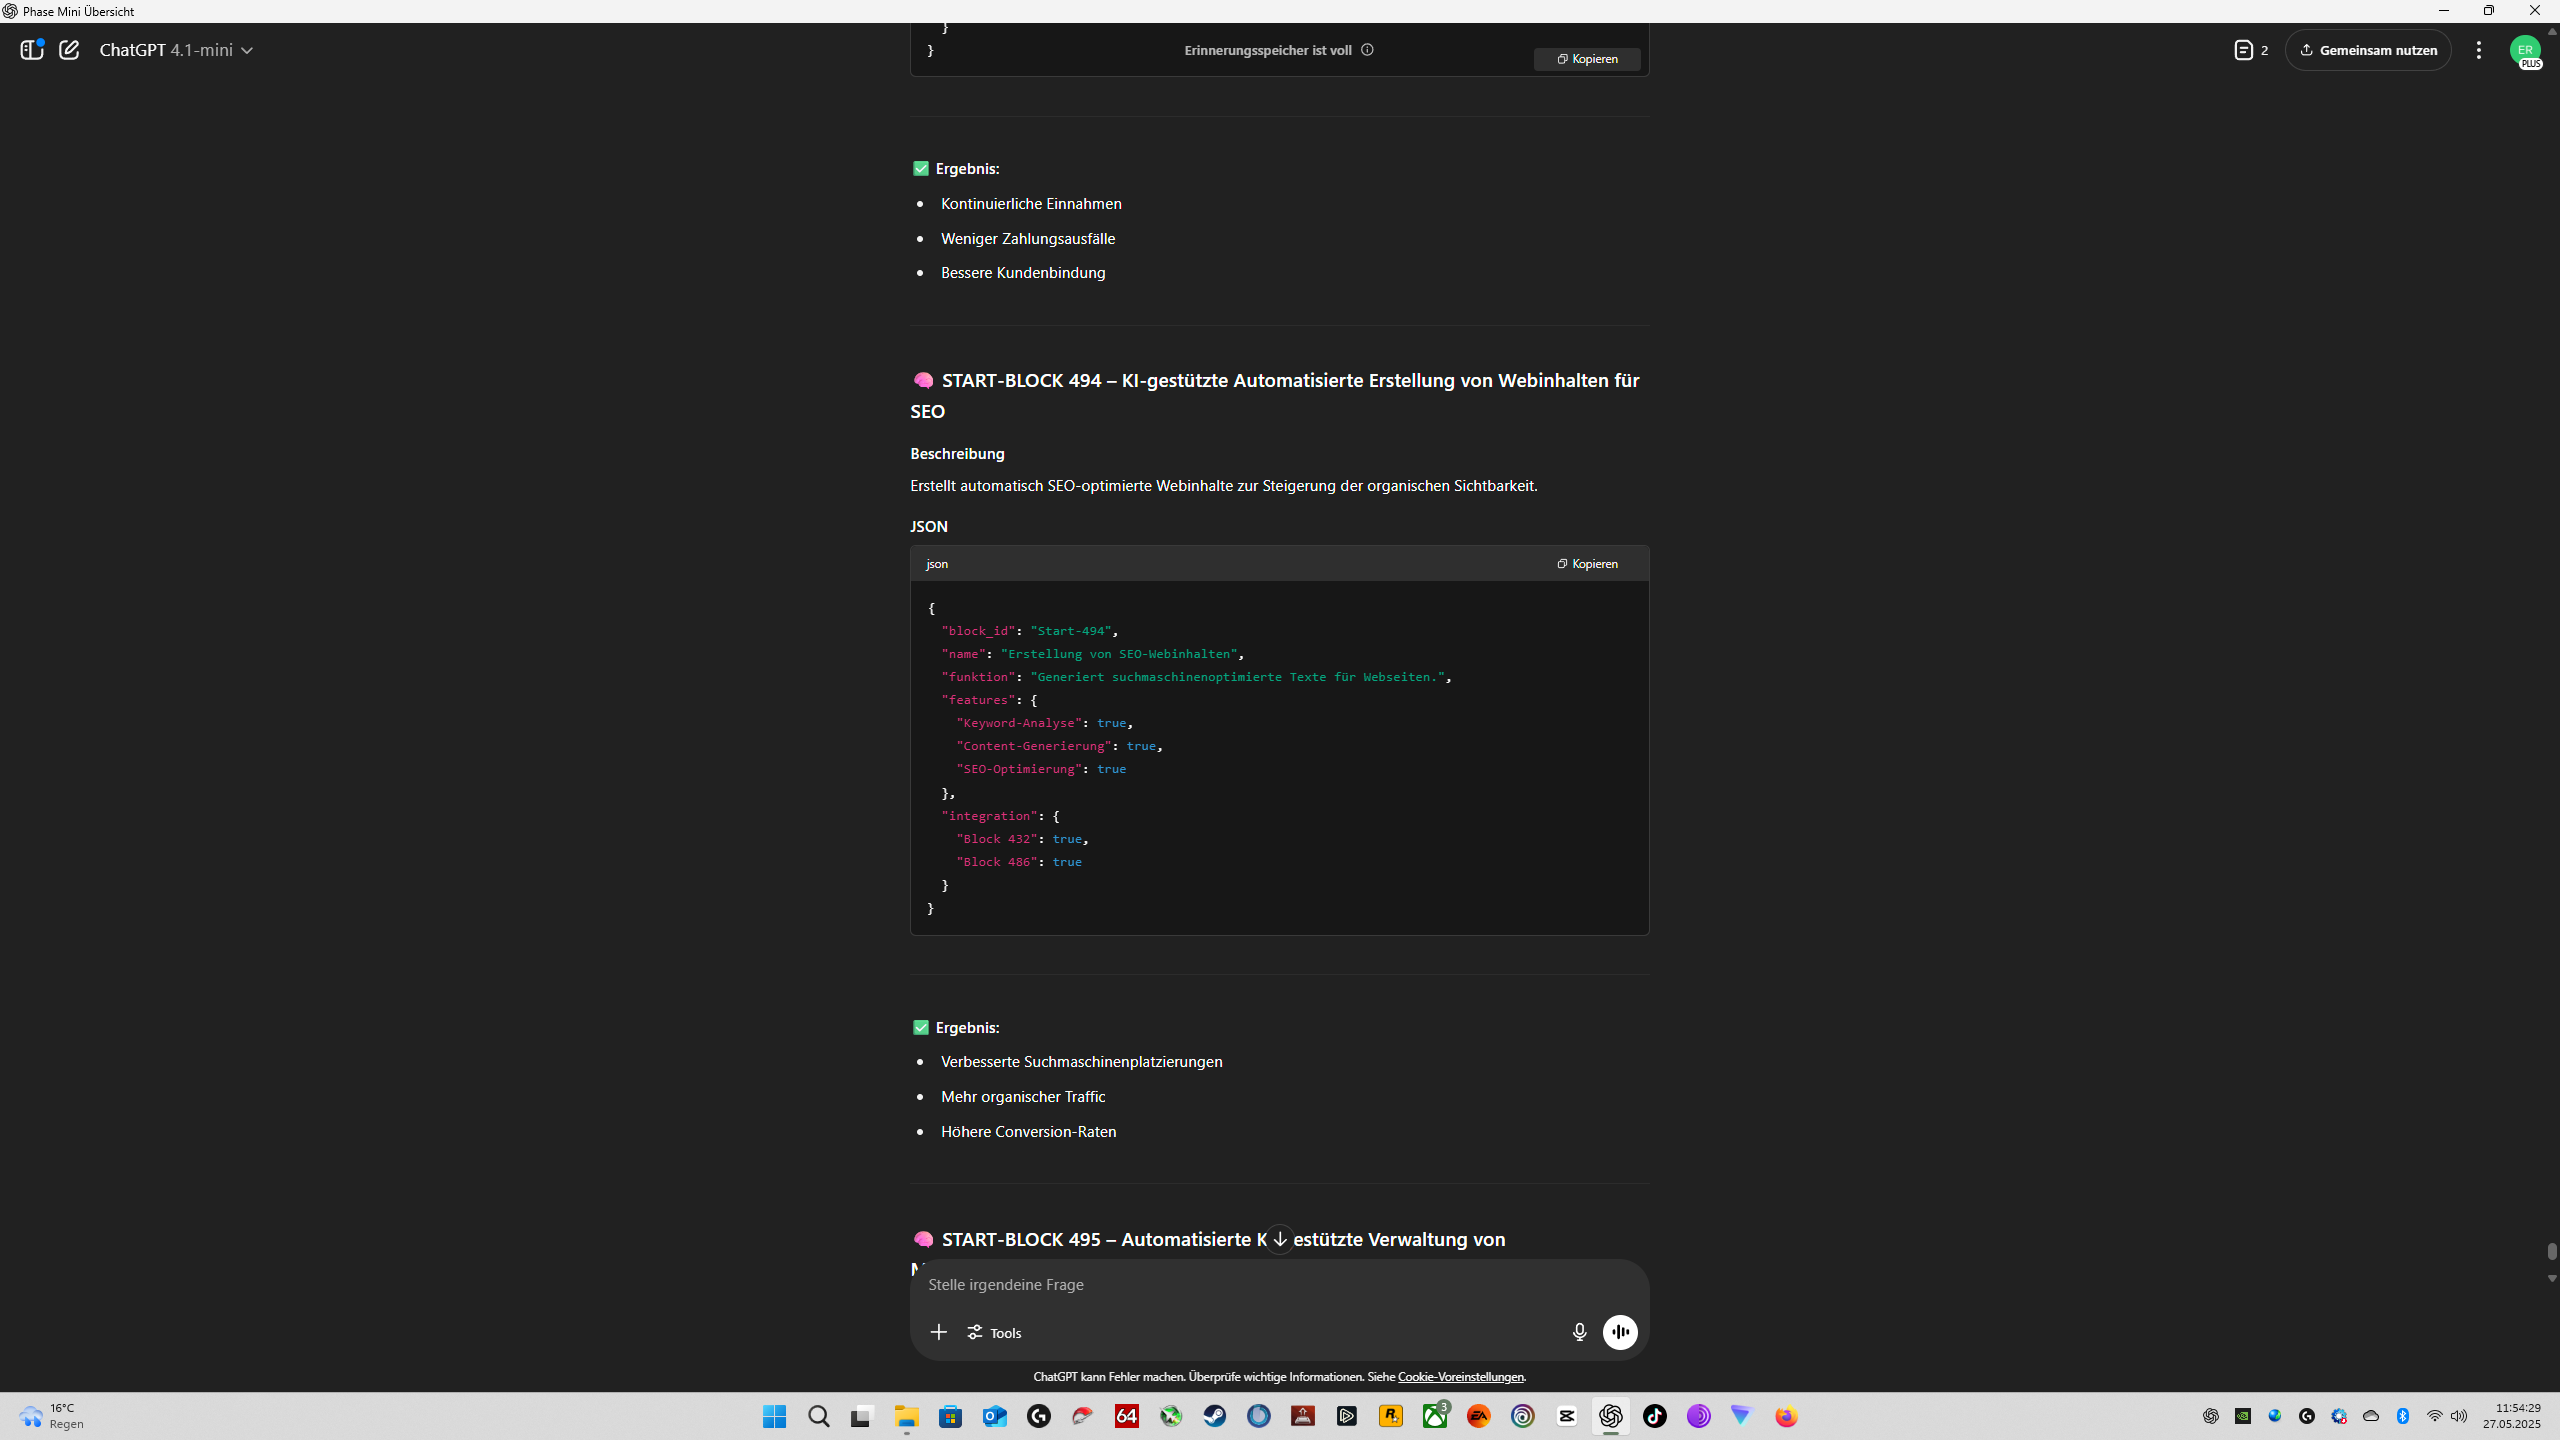 Phase Mini Übersicht
ChatGPT 4.1-mini
Erinnerungsspeicher ist voll
2
Gemeinsam nutzen
ER
PLUS
}
}
Kopieren
Ergebnis:
Kontinuierliche Einnahmen
Weniger Zahlungsausfälle
Bessere Kundenbindung
START-BLOCK 494 – KI-gestützte Automatisierte Erstellung von Webinhalten für
SEO
Beschreibung
Erstellt automatisch SEO-optimierte Webinhalte zur Steigerung der organischen Sichtbarkeit.
JSON
json
Kopieren
{
"block_id": "Start-494",
"name": "Erstellung von SEO-Webinhalten",
"funktion": "Generiert suchmaschinenoptimierte Texte für Webseiten.",
"features": {
"Keyword-Analyse": true,
"Content-Generierung": true,
"SEO-Optimierung": true
},
"integration": {
"Block 432": true,
"Block 486": true
}
}
Ergebnis:
Verbesserte Suchmaschinenplatzierungen
Mehr organischer Traffic
Höhere Conversion-Raten
START-BLOCK 495 – Automatisierte K estützte Verwaltung von
Stelle irgendeine Frage
Tools
ChatGPT kann Fehler machen. Überprüfe wichtige Informationen. Siehe Cookie-Voreinstellungen.
16°C
Regen
64
3
EA
11:54:29
27.05.2025